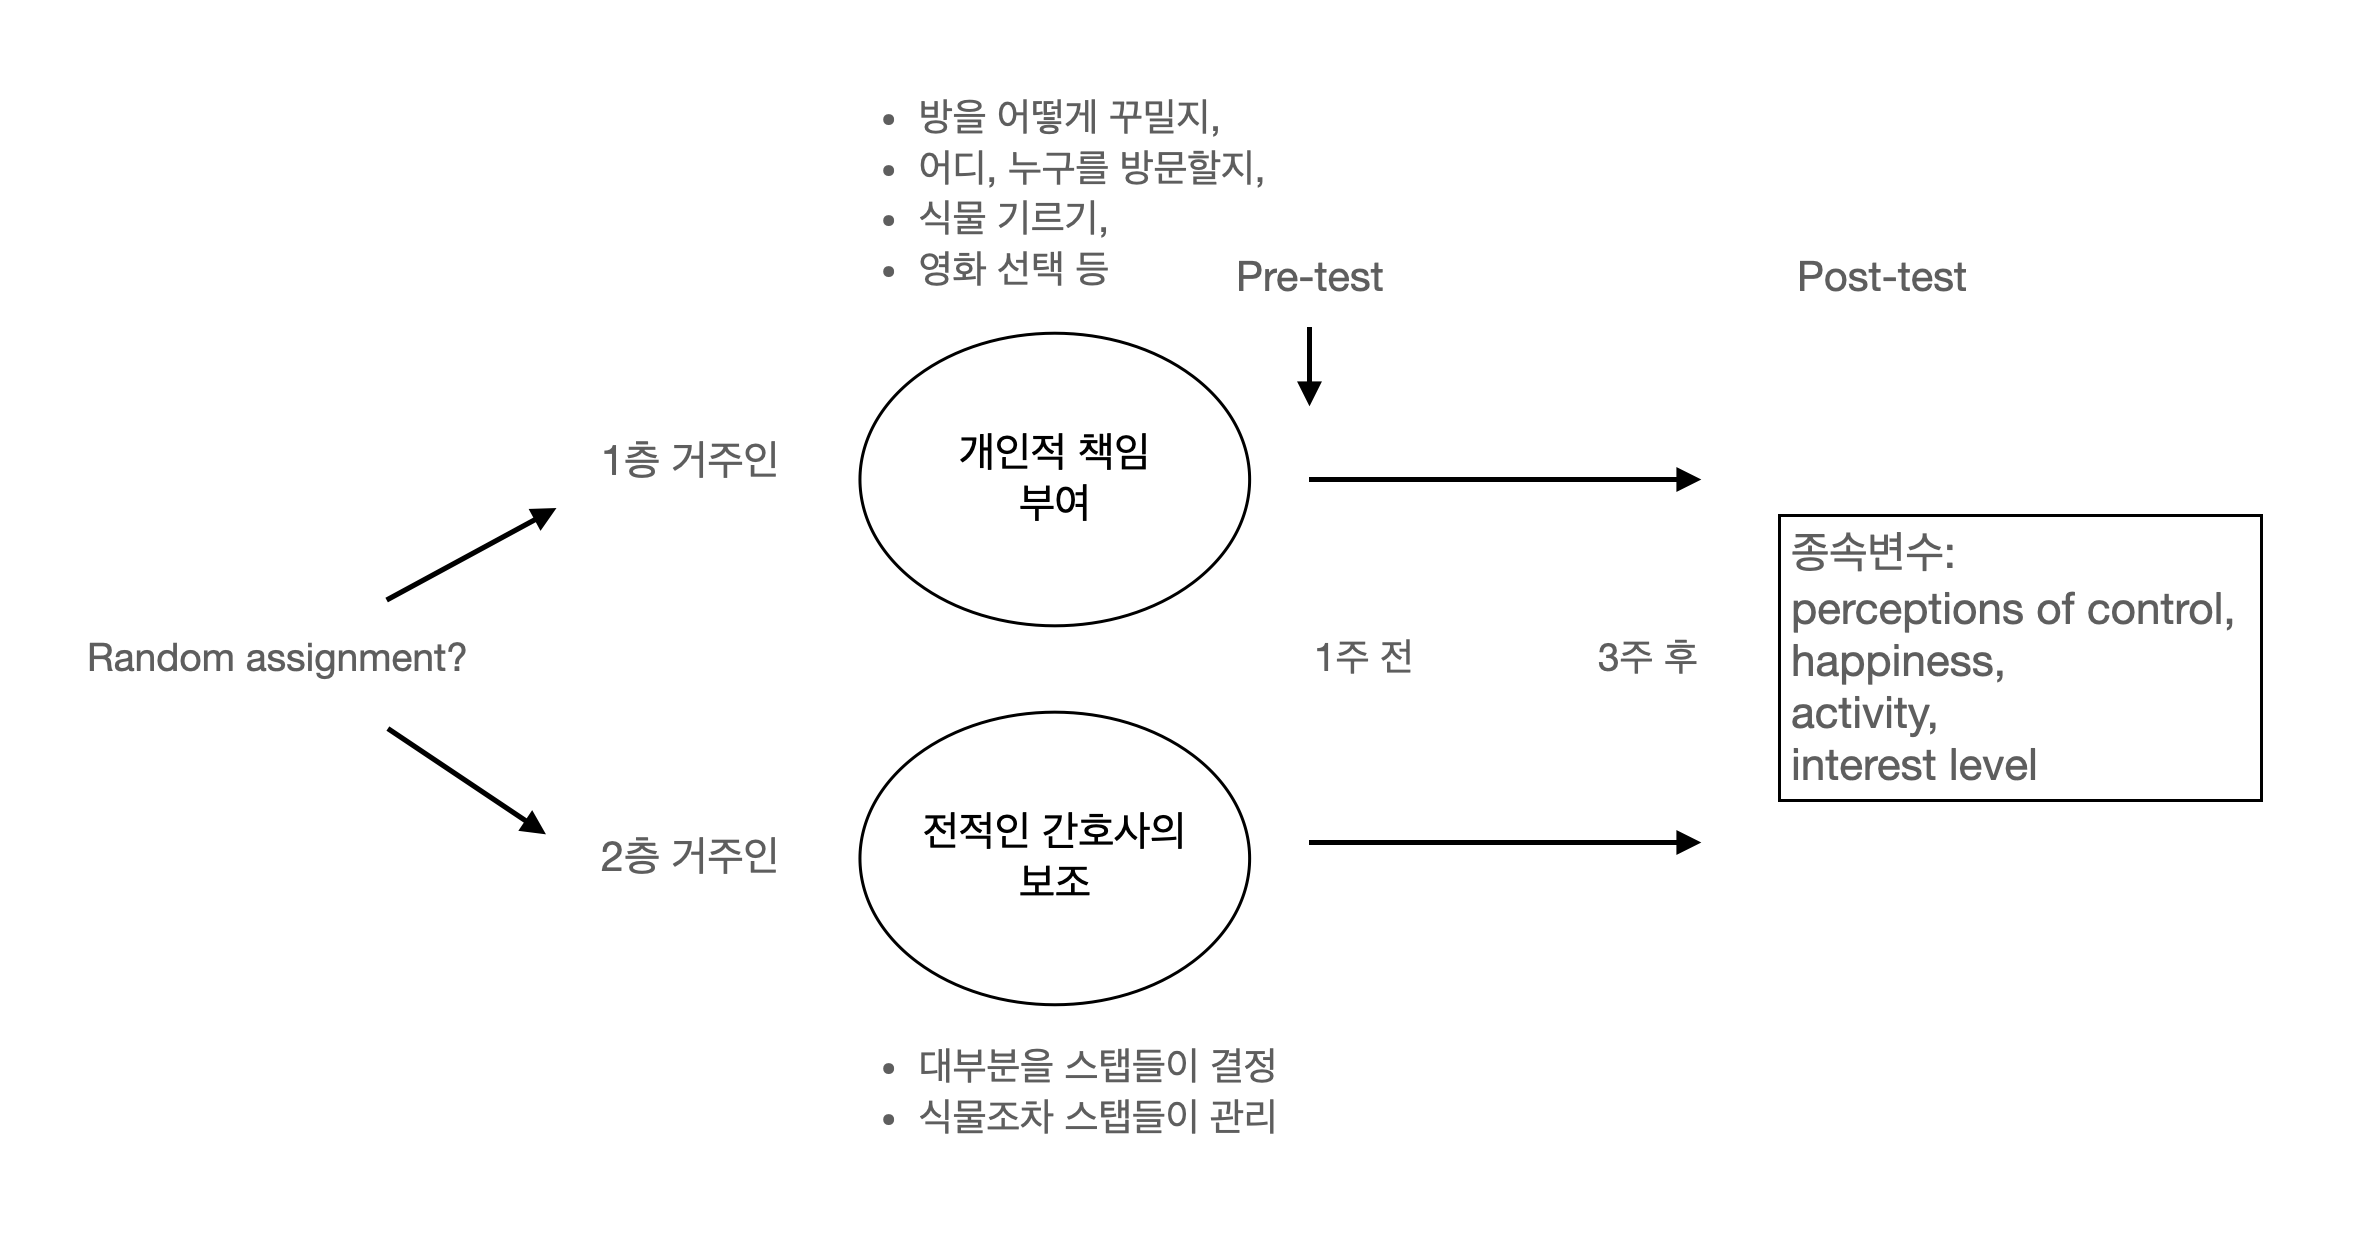 방을 어떻게 꾸밀지,
어디, 누구를 방문할지,
식물 기르기,
영화 선택 등
Pre-test
Post-test
1층 거주인
개인적 책임
부여
Random assignment?
1주 전
3주 후
종속변수:
perceptions of control,
happiness,
activity,
interest level
2층 거주인
전적인 간호사의
보조
대부분을 스탭들이 결정
식물조차 스탭들이 관리